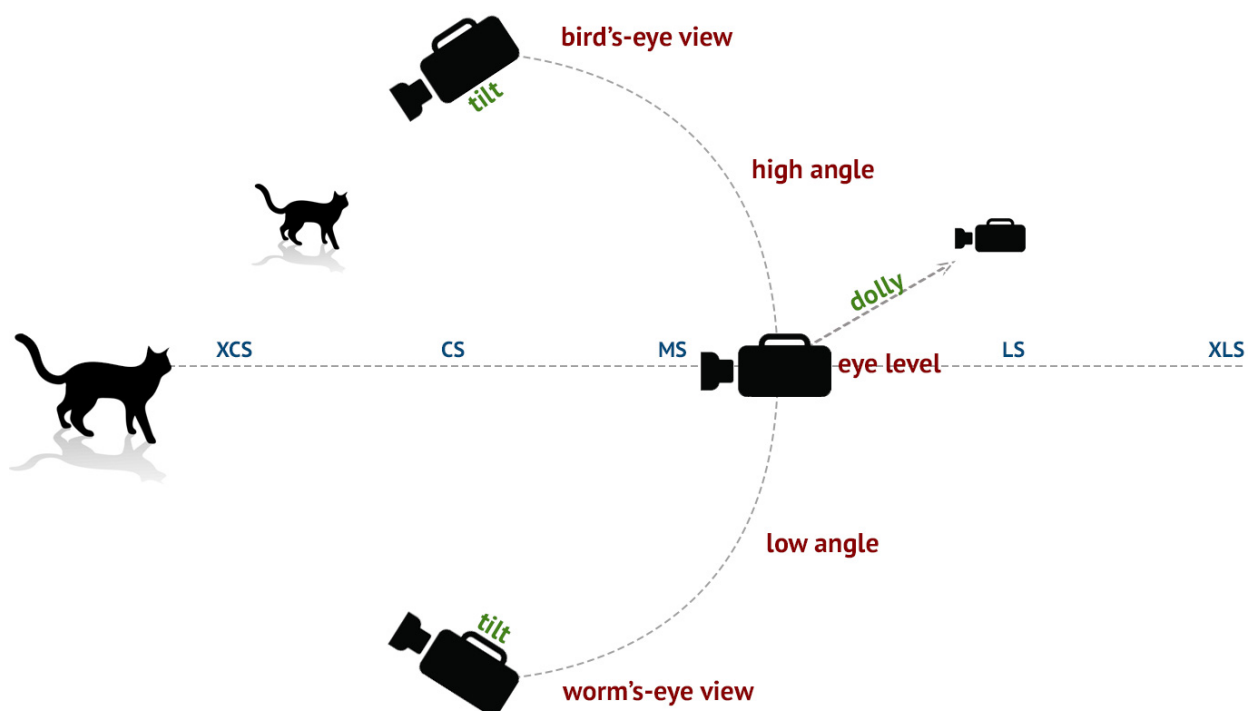 bird’s-eye view
tilt
high angle
dolly
XCS CS MS LS XLS
eye level
low angle
tilt
worm’s-eye view